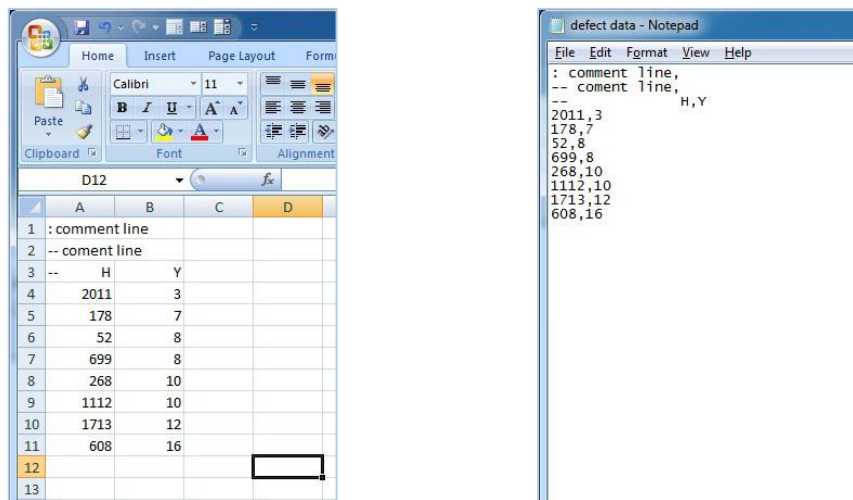 Home Insert Page Layout Form
Paste
Calibri 11
B I U A A
A
Clipboard Font Alignment
D12 fx
A B C D
1 : comment line
2 -- coment line
3 -- H Y
4 2011 3
5 178 7
6 52 8
7 699 8
8 268 10
9 1112 10
10 1713 12
11 608 16
12
13
defect data - Notepad
File Edit Format View Help
: comment line,
-- coment line,
-- H,Y
2011,3
178,7
52,8
699,8
268,10
1112,10
1713,12
608,16